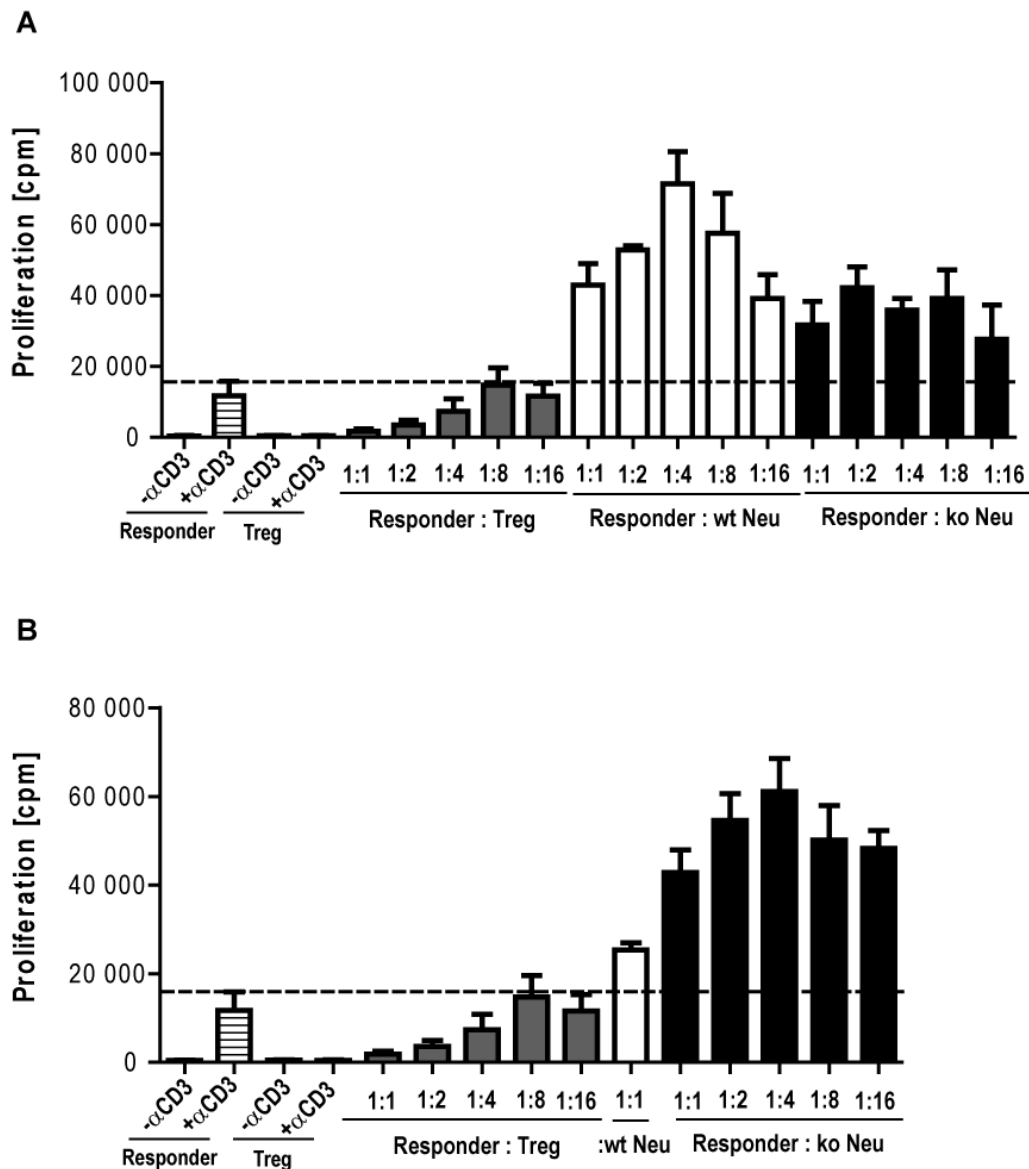 A
Proliferation [cpm]
100 000
80 000
60 000
40 000
20 000
0
-αCD3 +αCD3 -αCD3 +αCD3 1:1 1:2 1:4 1:8 1:16 1:1 1:2 1:4 1:8 1:16 1:1 1:2 1:4 1:8 1:16
Responder Treg Responder : Treg Responder : wt Neu Responder : ko Neu
B
Proliferation [cpm]
80 000
60 000
40 000
20 000
0
-αCD3 +αCD3 -αCD3 +αCD3 1:1 1:2 1:4 1:8 1:16 1:1 1:1 1:2 1:4 1:8 1:16
Responder Treg Responder : Treg :wt Neu Responder : ko Neu